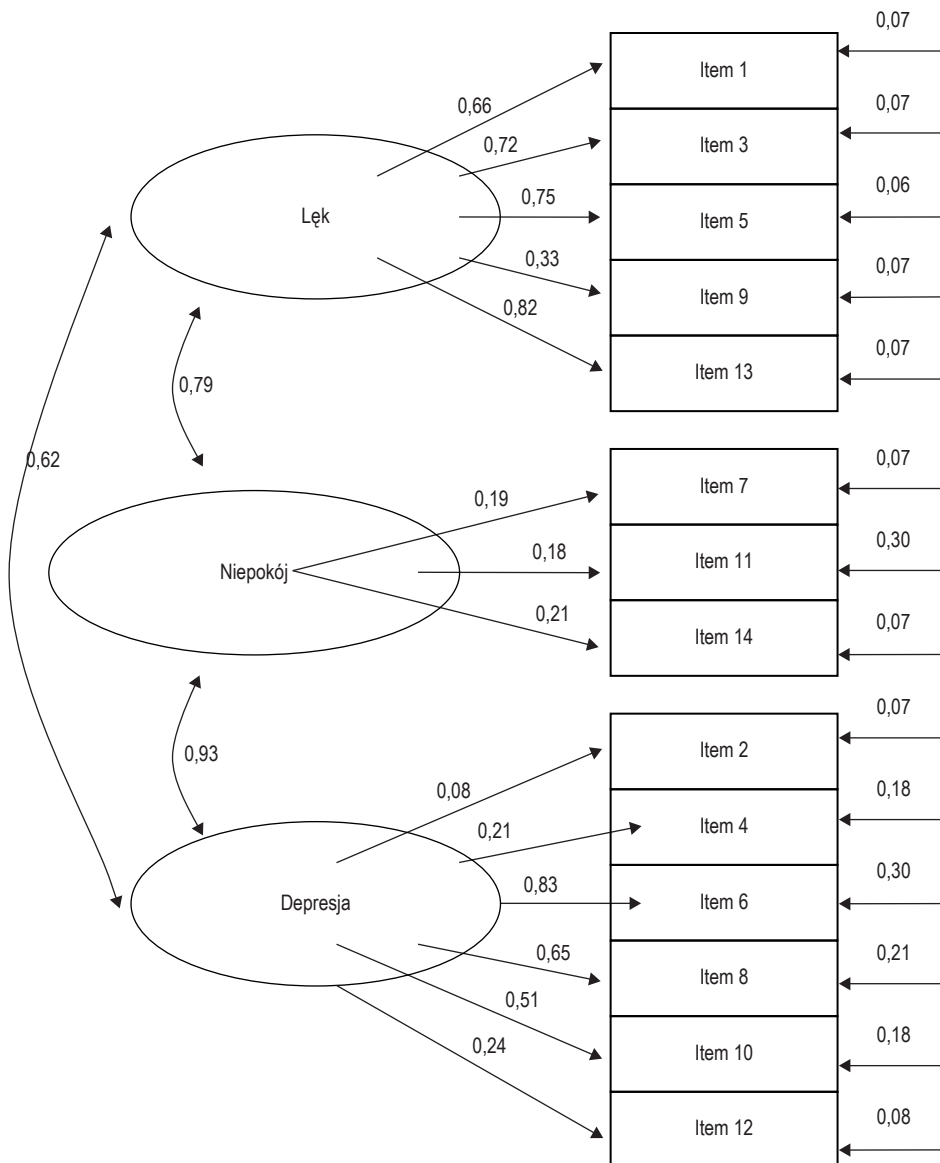 0,07
Item 1
0,66
0,07
0,72
Item 3
Lęk
0,75
0,06
Item 5
0,33
0,07
Item 9
0,82
0,07
Item 13
0,79
0,62
0,07
Item 7
0,19
0,30
Niepokój
0,18
Item 11
0,21
0,07
Item 14
0,07
Item 2
0,93
0,08
0,18
0,21
Item 4
0,30
Depresja
0,83
Item 6
0,21
0,65
Item 8
0,51
0,18
0,24
Item 10
0,08
Item 12